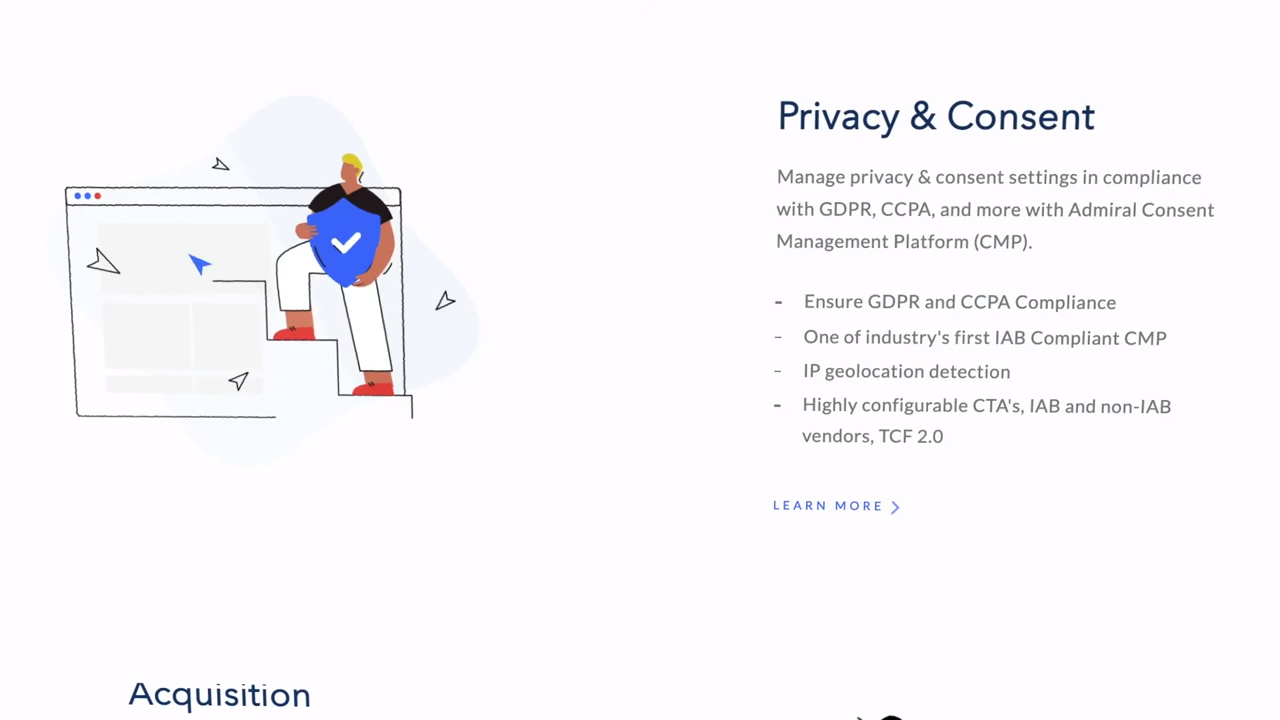 Privacy & Consent
Manage privacy & consent settings in compliance
with GDPR, CCPA, and more with Admiral Consent
Management Platform (CMP).
- Ensure GDPR and CCPA Compliance
- One of industry's first IAB Compliant CMP
- IP geolocation detection
- Highly configurable CTA's, IAB and non-IAB
vendors, TCF 2.0
LEARN MORE
Acquisition